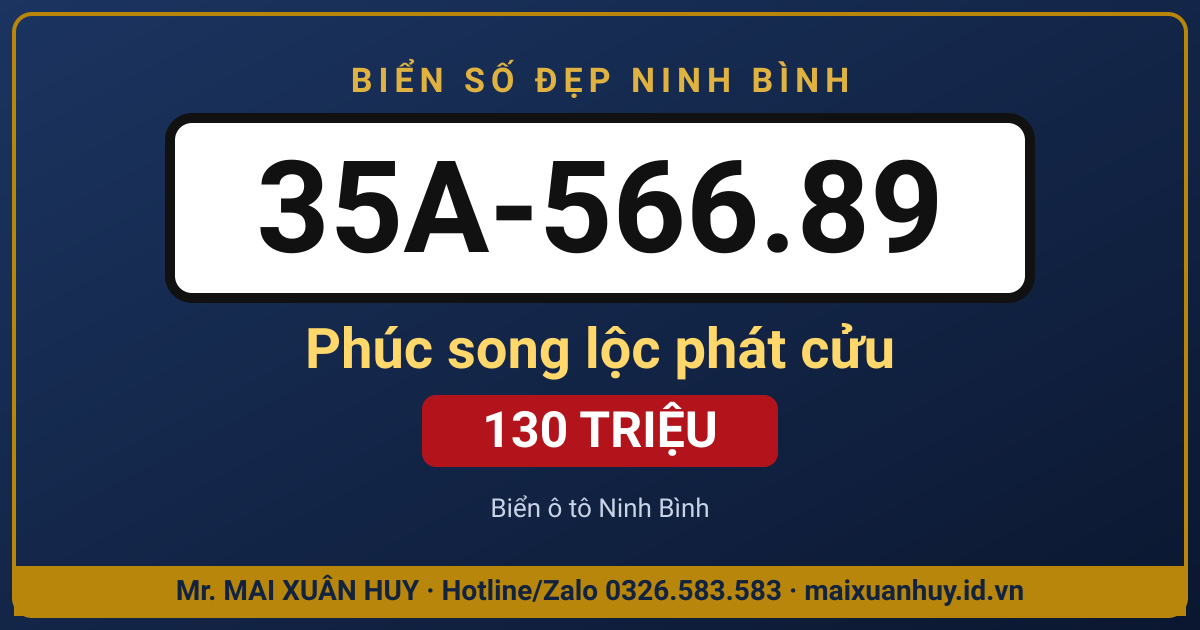 BIỂN SỐ ĐẸP NINH BÌNH
35A-566.89
Phúc song lộc phát cửu
130 TRIỆU
Biển ô tô Ninh Bình
Mr. MAI XUÂN HUY · Hotline/Zalo 0326.583.583 · maixuanhuy.id.vn